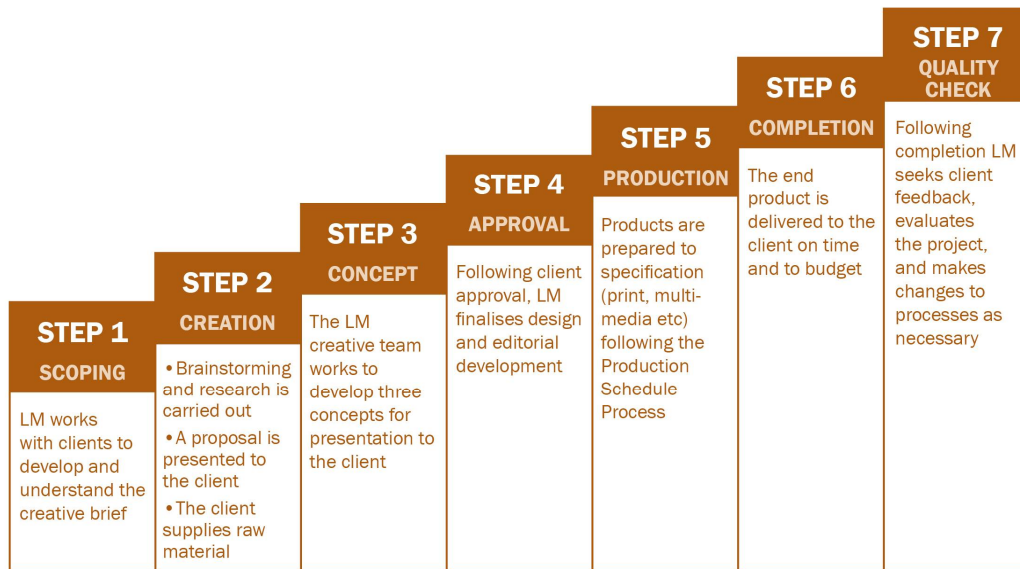 STEP 1
SCOPING
LM works
with clients to
develop and
understand the
creative brief
STEP 2
CREATION
•Brainstorming
and research is
carried out
•A proposal is
presented to
the client
•The client
supplies raw
material
STEP 3
CONCEPT
The LM
creative team
works to
develop three
concepts for
presentation to
the client
STEP 4
APPROVAL
Following client
approval, LM
finalises design
and editorial
development
STEP 5
PRODUCTION
Products are
prepared to
specification
(print, multi-
media etc)
following the
Production
Schedule
Process
STEP 6
COMPLETION
The end
product is
delivered to the
client on time
and to budget
STEP 7
QUALITY
CHECK
Following
completion LM
seeks client
feedback,
evaluates
the project,
and makes
changes to
processes as
necessary